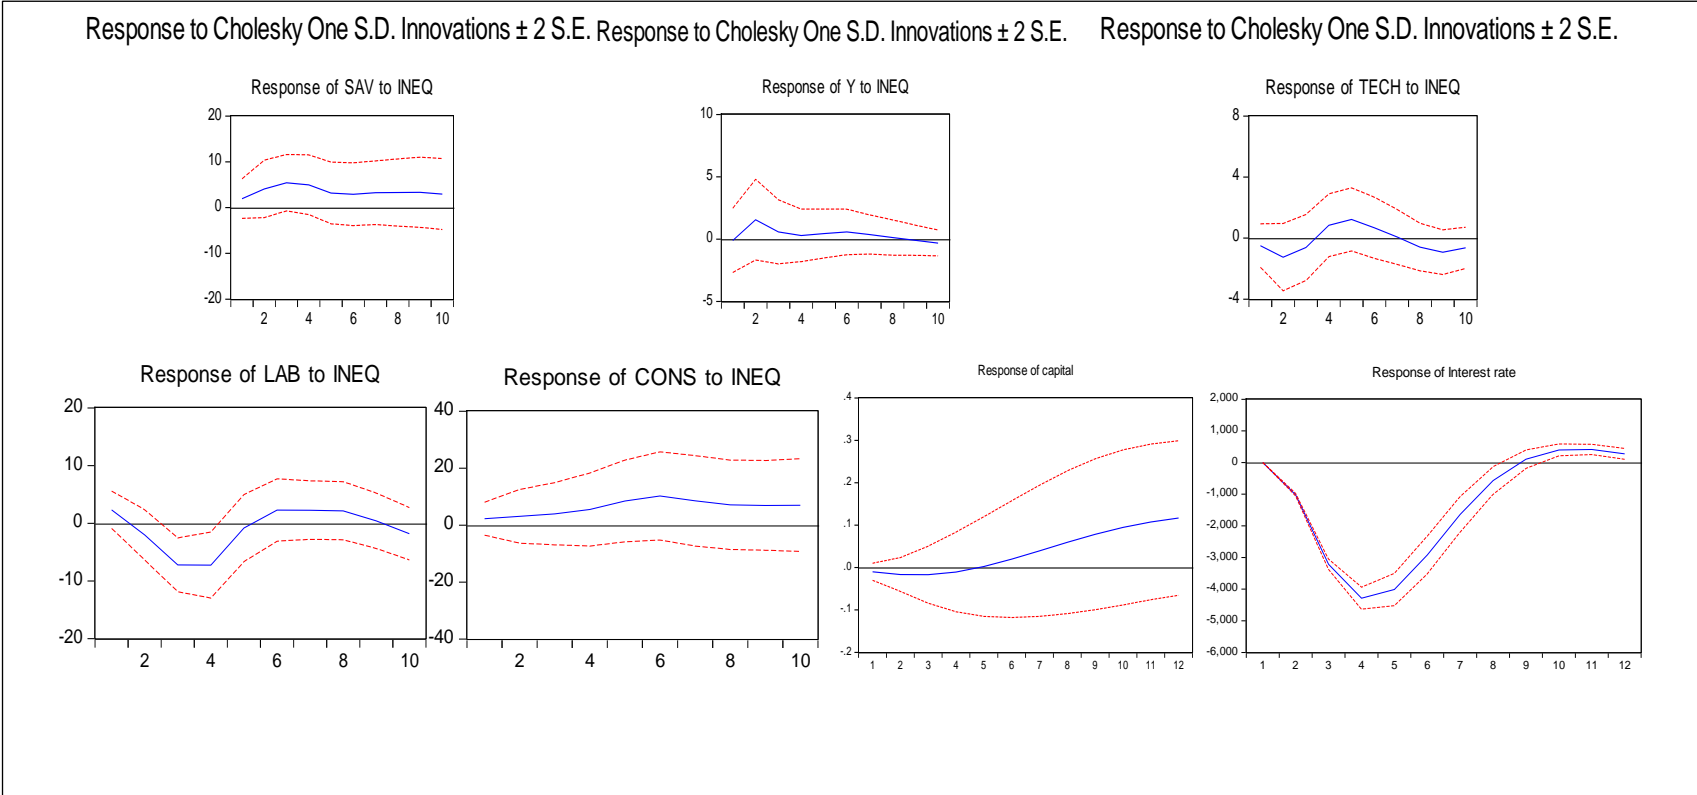 Response to Cholesky One S.D. Innovations ± 2 S.E.
Response to Cholesky One S.D. Innovations ± 2 S.E.
Response to Cholesky One S.D. Innovations ± 2 S.E.
Response of SAV to INEQ
20
10
0
-10
-20
2 4 6 8 10
Response of Y to INEQ
10
5
0
-5
2 4 6 8 10
Response of TECH to INEQ
8
4
0
-4
2 4 6 8 10
Response of LAB to INEQ
20
10
0
-10
-20
2 4 6 8 10
Response of CONS to INEQ
40
20
0
-20
-40
2 4 6 8 10
Response of capital
.4
.3
.2
.1
.0
-.1
-.2
1 2 3 4 5 6 7 8 9 10 11 12
Response of Interest rate
2,000
1,000
0
-1,000
-2,000
-3,000
-4,000
-5,000
-6,000
1 2 3 4 5 6 7 8 9 10 11 12